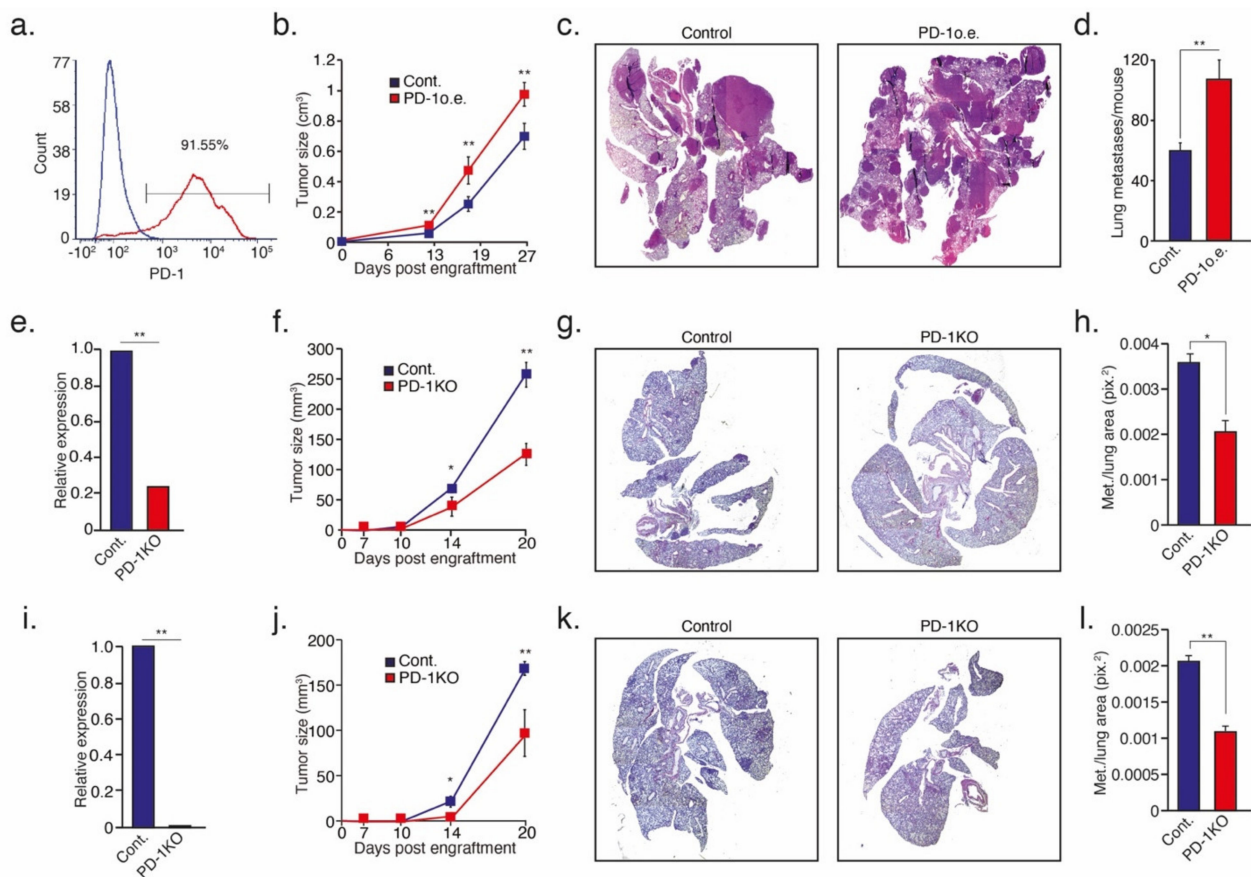 a.
77
58
38
19
0
Count
91.55%
-10²
10²
10³
10⁴
10⁵
PD-1
b.
1.2
1
0.8
0.6
0.4
0.2
0
Tumor size (cm³)
Cont.
PD-1o.e.
**
**
**
0
13
19
27
Days post engraftment
c.
Control
PD-1o.e.
d.
**
120
80
40
0
Lung metastases/mouse
Cont.
PD-1o.e.
e.
**
1.0
0.8
0.6
0.4
0.2
0
Relative expression
Cont.
PD-1KO
f.
300
250
200
150
100
50
0
Tumor size (mm³)
Cont.
PD-1KO
*
**
0
7
10
14
20
Days post engraftment
g.
Control
PD-1KO
h.
*
0.004
0.003
0.002
0.001
0
Met./lung area (pix.²)
Cont.
PD-1KO
i.
**
1.0
0.8
0.6
0.4
0.2
0
Relative expression
Cont.
PD-1KO
j.
200
150
100
50
0
Tumor size (mm³)
Cont.
PD-1KO
*
**
0
7
10
14
20
Days post engraftment
k.
Control
PD-1KO
l.
**
0.0025
0.002
0.0015
0.001
0.0005
0
Met./lung area (pix.²)
Cont.
PD-1KO